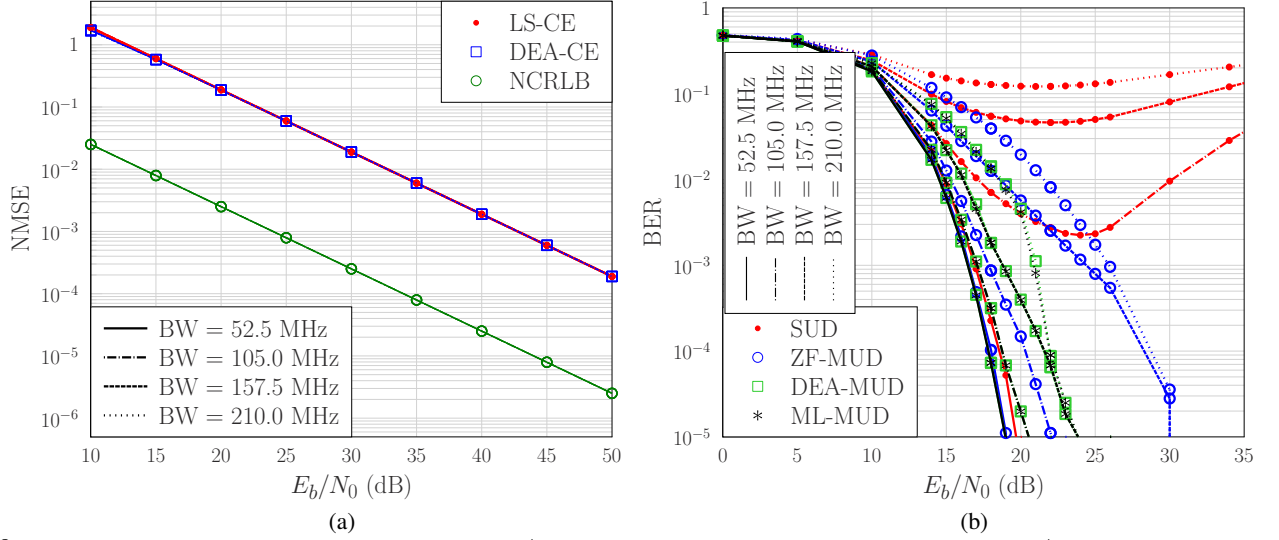 1
10⁻¹
10⁻²
10⁻³
10⁻⁴
10⁻⁵
10⁻⁶
NMSE
LS-CE
DEA-CE
NCRLB
BW = 52.5 MHz
BW = 105.0 MHz
BW = 157.5 MHz
BW = 210.0 MHz
10 15 20 25 30 35 40 45 50
E_b/N_0 (dB)
(a)
1
10⁻¹
10⁻²
10⁻³
10⁻⁴
10⁻⁵
BER
BW = 52.5 MHz
BW = 105.0 MHz
BW = 157.5 MHz
BW = 210.0 MHz
SUD
ZF-MUD
DEA-MUD
ML-MUD
0 5 10 15 20 25 30 35
E_b/N_0 (dB)
(b)